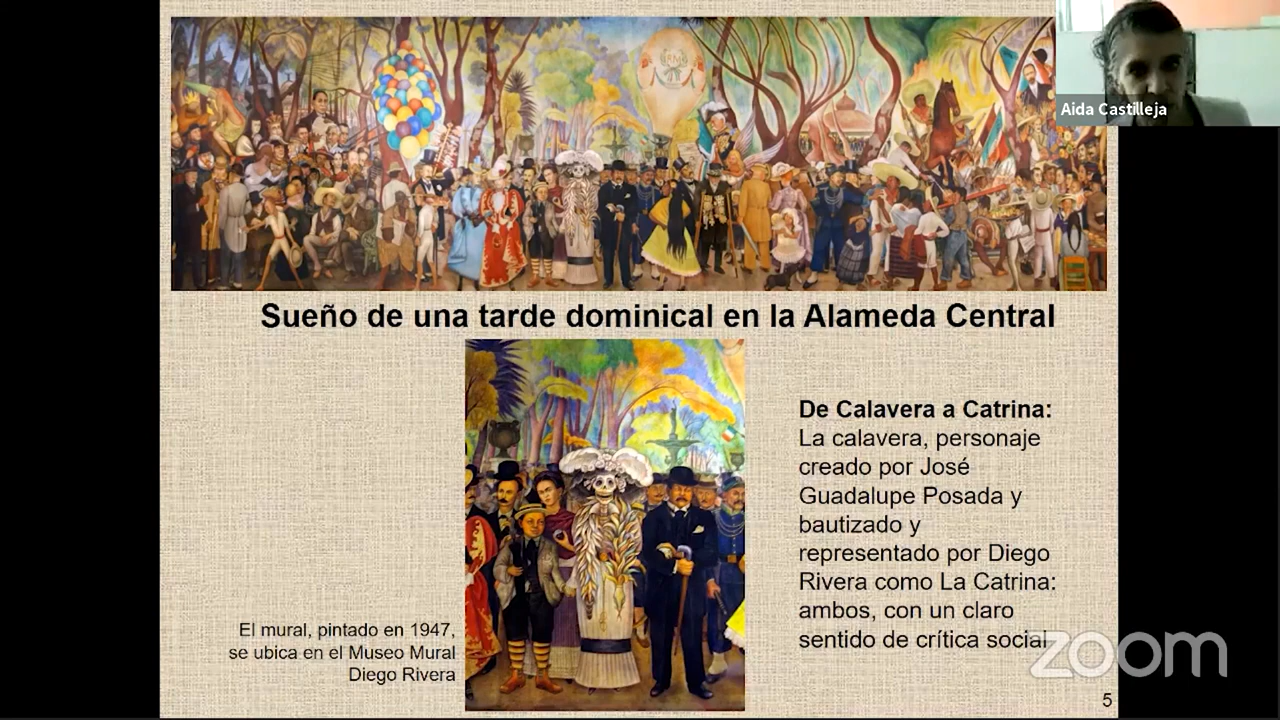 Aida Castilleja
Sueño de una tarde dominical en la Alameda Central
De Calavera a Catrina:
La calavera, personaje
creado por José
Guadalupe Posada y
bautizado y
representado por Diego
Rivera como La Catrina:
ambos, con un claro
sentido de crítica social
El mural, pintado en 1947,
se ubica en el Museo Mural
Diego Rivera
zoom
5